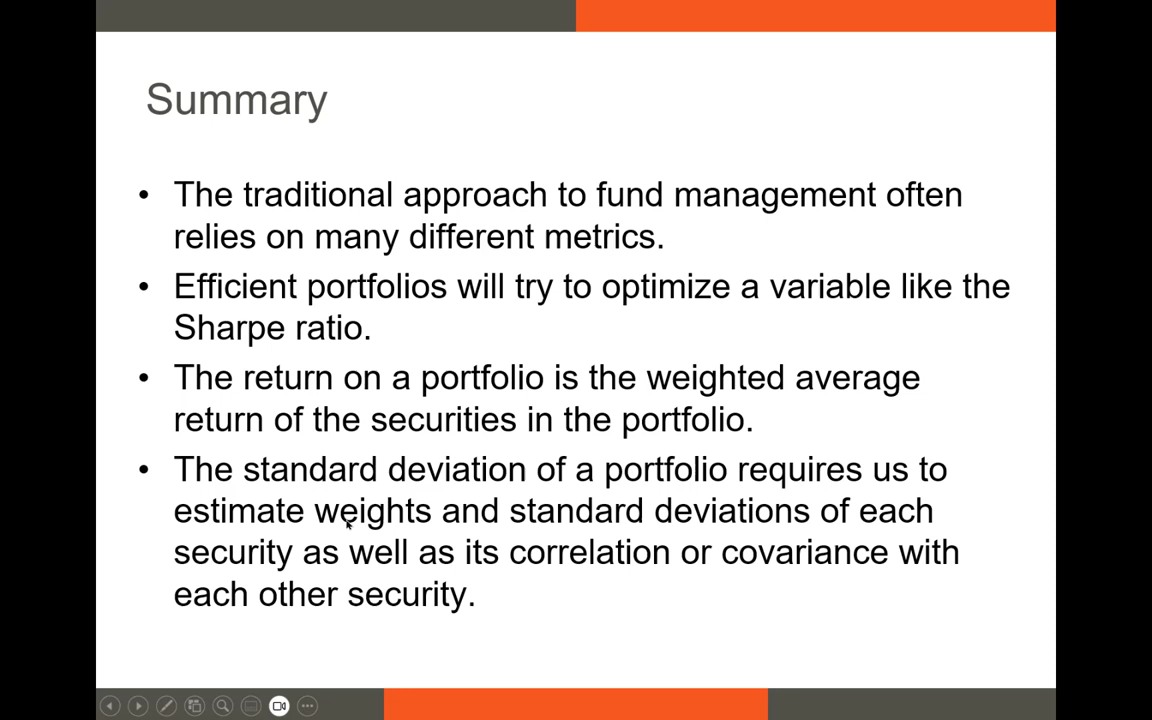 Summary
• The traditional approach to fund management often
relies on many different metrics.
• Efficient portfolios will try to optimize a variable like the
Sharpe ratio.
• The return on a portfolio is the weighted average
return of the securities in the portfolio.
• The standard deviation of a portfolio requires us to
estimate weights and standard deviations of each
security as well as its correlation or covariance with
each other security.